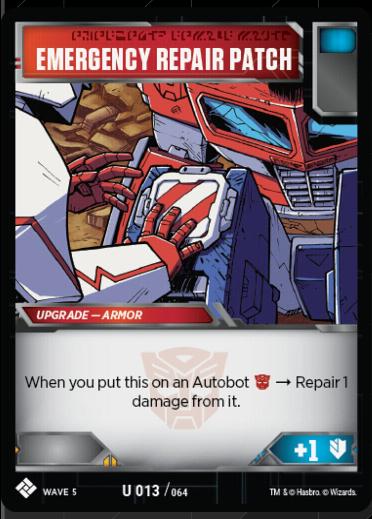 EMERGENCY REPAIR PATCH
UPGRADE — ARMOR
When you put this on an Autobot → Repair 1
damage from it.
+1
WAVE 5 U 013 / 064 TM & © Hasbro. © Wizards.